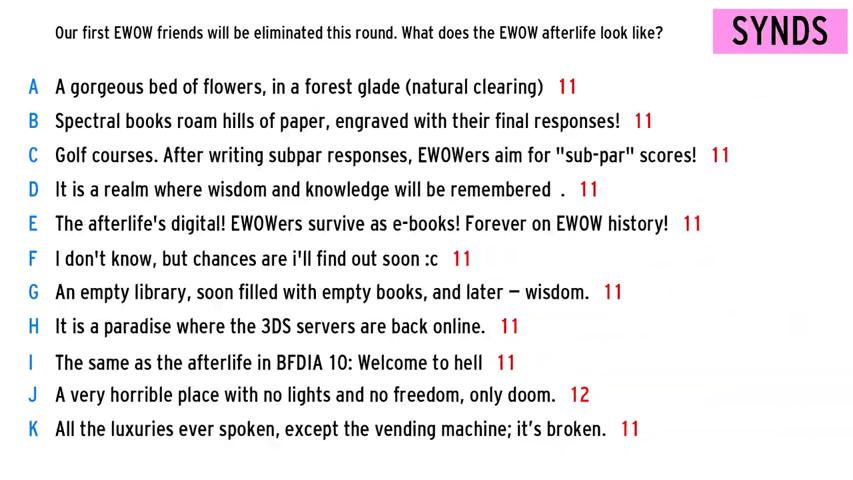 Our first EWOW friends will be eliminated this round. What does the EWOW afterlife look like?
SYNDS
A A gorgeous bed of flowers, in a forest glade (natural clearing) 11
B Spectral books roam hills of paper, engraved with their final responses! 11
C Golf courses. After writing subpar responses, EWOWers aim for "sub-par" scores! 11
D It is a realm where wisdom and knowledge will be remembered . 11
E The afterlife's digital! EWOWers survive as e-books! Forever on EWOW history! 11
F I don't know, but chances are i'll find out soon :c 11
G An empty library, soon filled with empty books, and later – wisdom. 11
H It is a paradise where the 3DS servers are back online. 11
I The same as the afterlife in BFDIA 10: Welcome to hell 11
J A very horrible place with no lights and no freedom, only doom. 12
K All the luxuries ever spoken, except the vending machine; it’s broken. 11